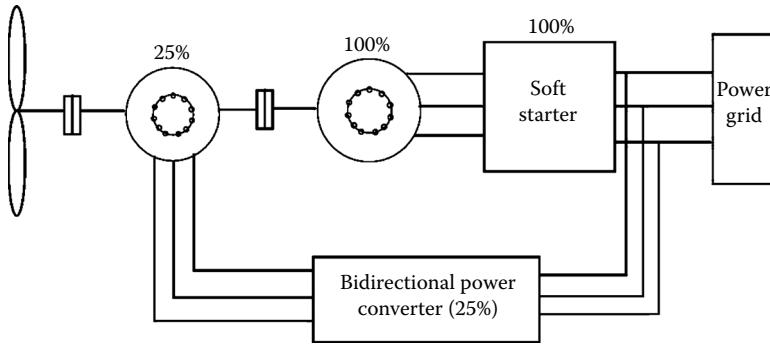 25%
100%
100%
Soft
starter
Power
grid
Bidirectional power
converter (25%)